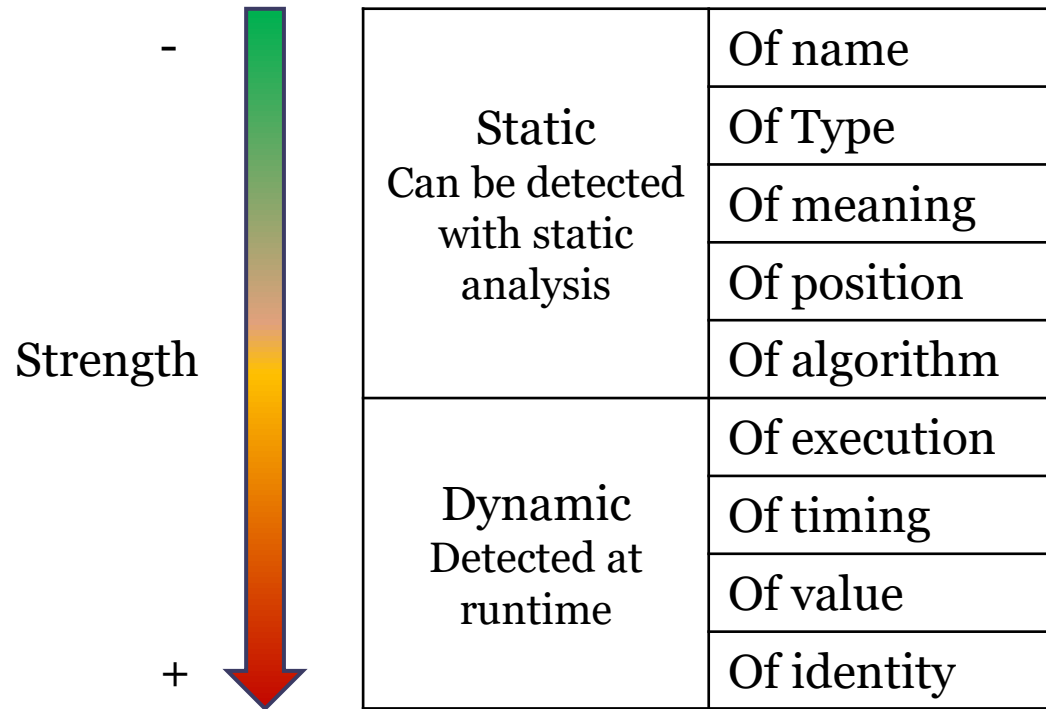 -
Strength
+
Static
Can be detected
with static
analysis
Of name
Of Type
Of meaning
Of position
Of algorithm
Dynamic
Detected at
runtime
Of execution
Of timing
Of value
Of identity